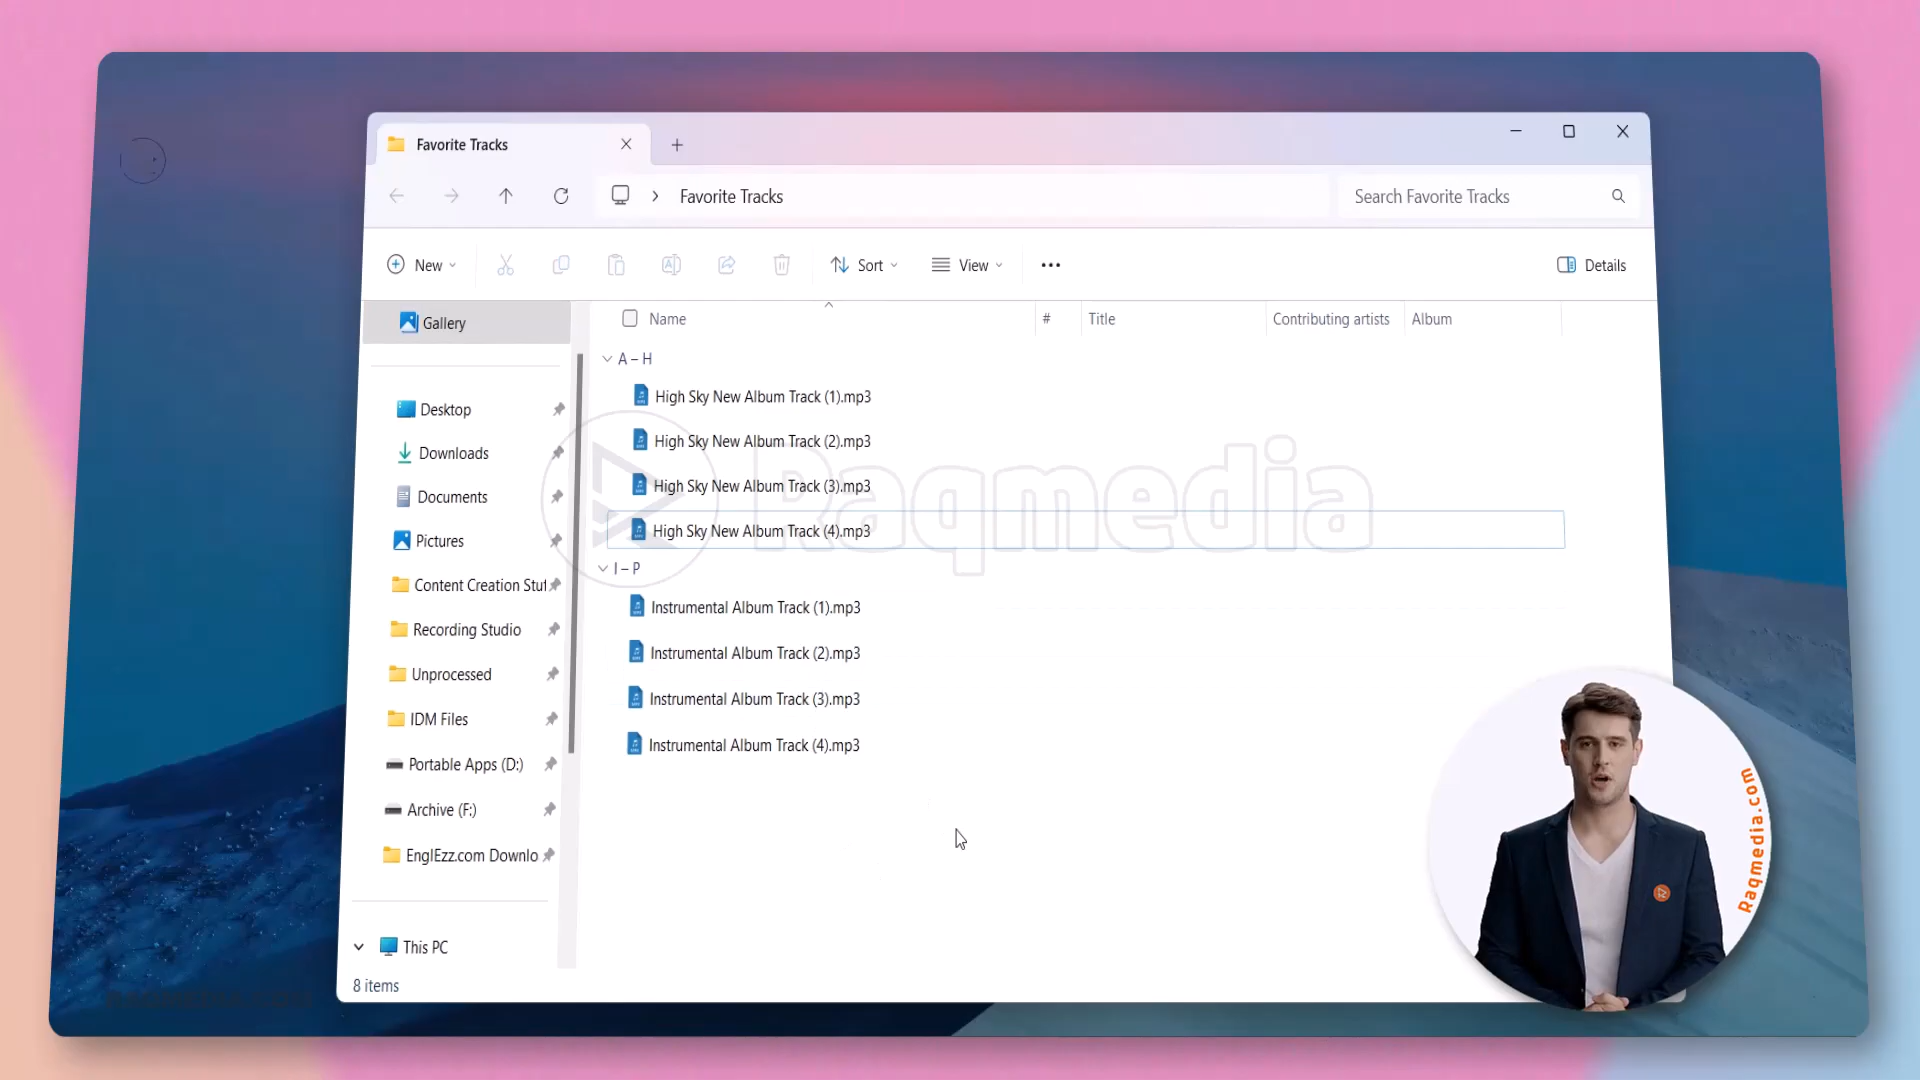 Favorite Tracks
Favorite Tracks
Search Favorite Tracks
New
Sort
View
Details
Gallery
Desktop
Downloads
Documents
Pictures
Content Creation Stuf
Recording Studio
Unprocessed
IDM Files
Portable Apps (D:)
Archive (F:)
EnglEzz.com Downlo
This PC
8 items
Name
#
Title
Contributing artists
Album
A – H
High Sky New Album Track (1).mp3
High Sky New Album Track (2).mp3
High Sky New Album Track (3).mp3
High Sky New Album Track (4).mp3
I – P
Instrumental Album Track (1).mp3
Instrumental Album Track (2).mp3
Instrumental Album Track (3).mp3
Instrumental Album Track (4).mp3
Raqmedia
Raqmedia.com